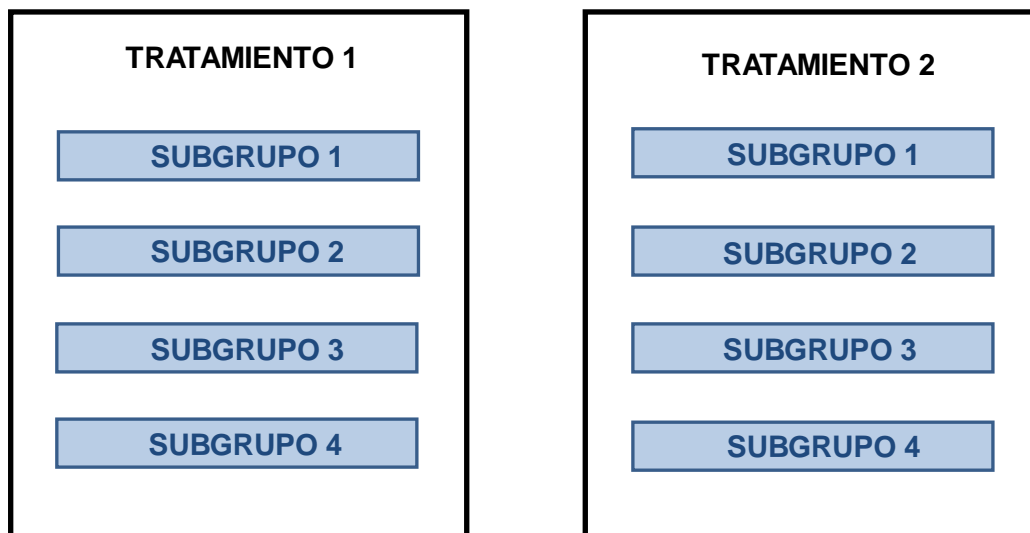 TRATAMIENTO 1
SUBGRUPO 1
SUBGRUPO 2
SUBGRUPO 3
SUBGRUPO 4
TRATAMIENTO 2
SUBGRUPO 1
SUBGRUPO 2
SUBGRUPO 3
SUBGRUPO 4